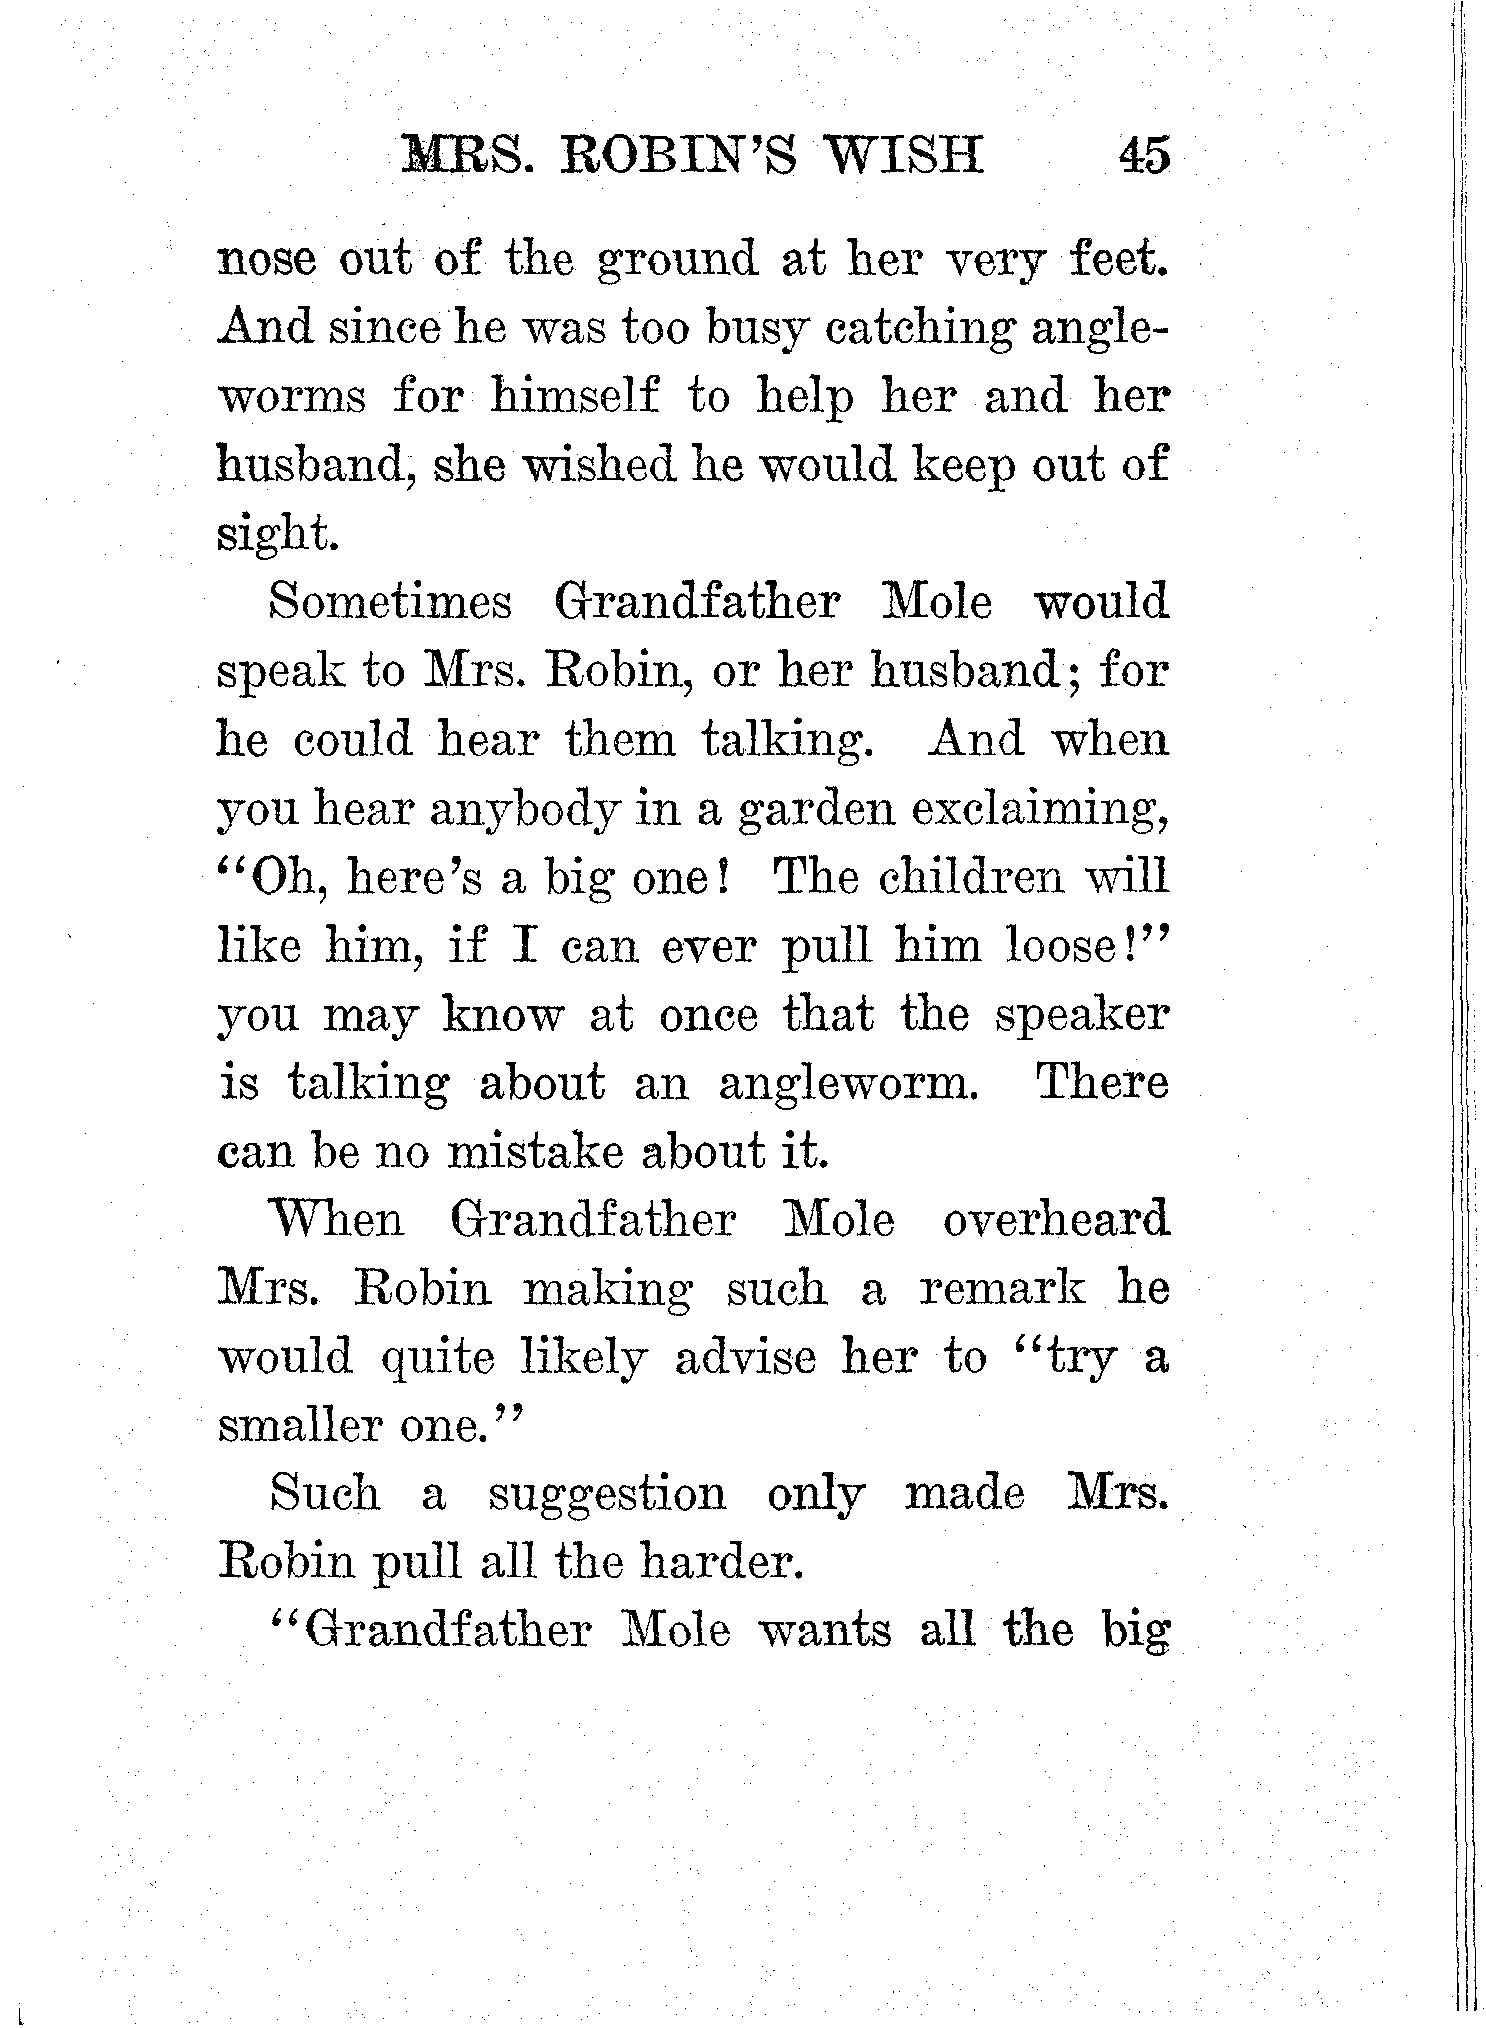 MRS. ROBIN'S WISH 45
nose out of the ground at her very feet.
And since he was too busy catching angle-
worms for himself to help her and her
husband, she wished he would keep out of
sight.
Sometimes Grandfather Mole would
speak to Mrs. Robin, or her husband; for
he could hear them talking. And when
you hear anybody in a garden exclaiming,
"Oh, here's a big one! The children will
like him, if I can ever pull him loose!"
you may know at once that the speaker
is talking about an angleworm. There
can be no mistake about it.
When Grandfather Mole overheard
Mrs. Robin making such a remark he
would quite likely advise her to "try a
smaller one."
Such a suggestion only made Mrs.
Robin pull all the harder.
"Grandfather Mole wants all the big